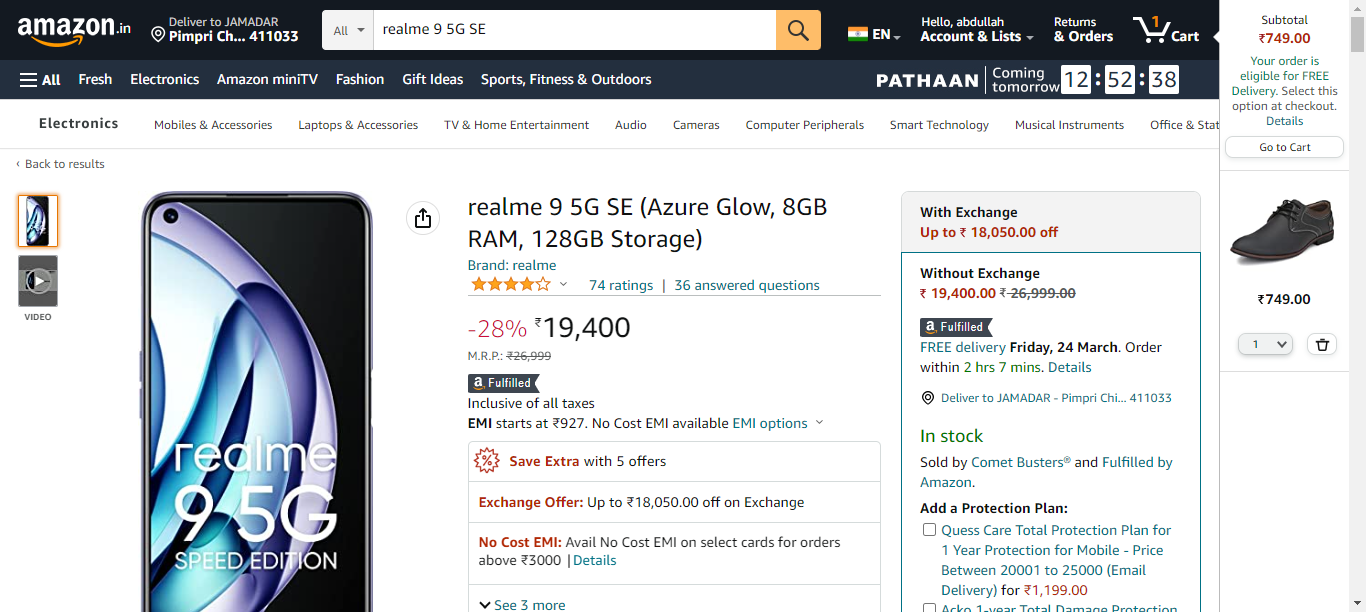 amazon.in
Deliver to JAMADAR
Pimpri Ch... 411033
All
realme 9 5G SE
EN
Hello, abdullah
Account & Lists
Returns
& Orders
1
Cart
All
Fresh
Electronics
Amazon miniTV
Fashion
Gift Ideas
Sports, Fitness & Outdoors
PATHAAN
Coming
tomorrow
12 : 52 : 38
Electronics
Mobiles & Accessories
Laptops & Accessories
TV & Home Entertainment
Audio
Cameras
Computer Peripherals
Smart Technology
Musical Instruments
Office & Stat
‹ Back to results
VIDEO
realme
9 5G
SPEED EDITION
realme 9 5G SE (Azure Glow, 8GB
RAM, 128GB Storage)
Brand: realme
74 ratings | 36 answered questions
-28% ₹19,400
M.R.P.: ₹26,999
a Fulfilled
Inclusive of all taxes
EMI starts at ₹927. No Cost EMI available EMI options
Save Extra with 5 offers
Exchange Offer: Up to ₹18,050.00 off on Exchange
No Cost EMI: Avail No Cost EMI on select cards for orders
above ₹3000 |Details
See 3 more
With Exchange
Up to ₹ 18,050.00 off
Without Exchange
₹ 19,400.00 ₹ 26,999.00
a Fulfilled
FREE delivery Friday, 24 March. Order
within 2 hrs 7 mins. Details
Deliver to JAMADAR - Pimpri Chi... 411033
In stock
Sold by Comet Busters® and Fulfilled by
Amazon.
Add a Protection Plan:
Quess Care Total Protection Plan for
1 Year Protection for Mobile - Price
Between 20001 to 25000 (Email
Delivery) for ₹1,199.00
Acko 1-year Total Damage Protection
Subtotal
₹749.00
Your order is
eligible for FREE
Delivery. Select this
option at checkout.
Details
Go to Cart
₹749.00
1